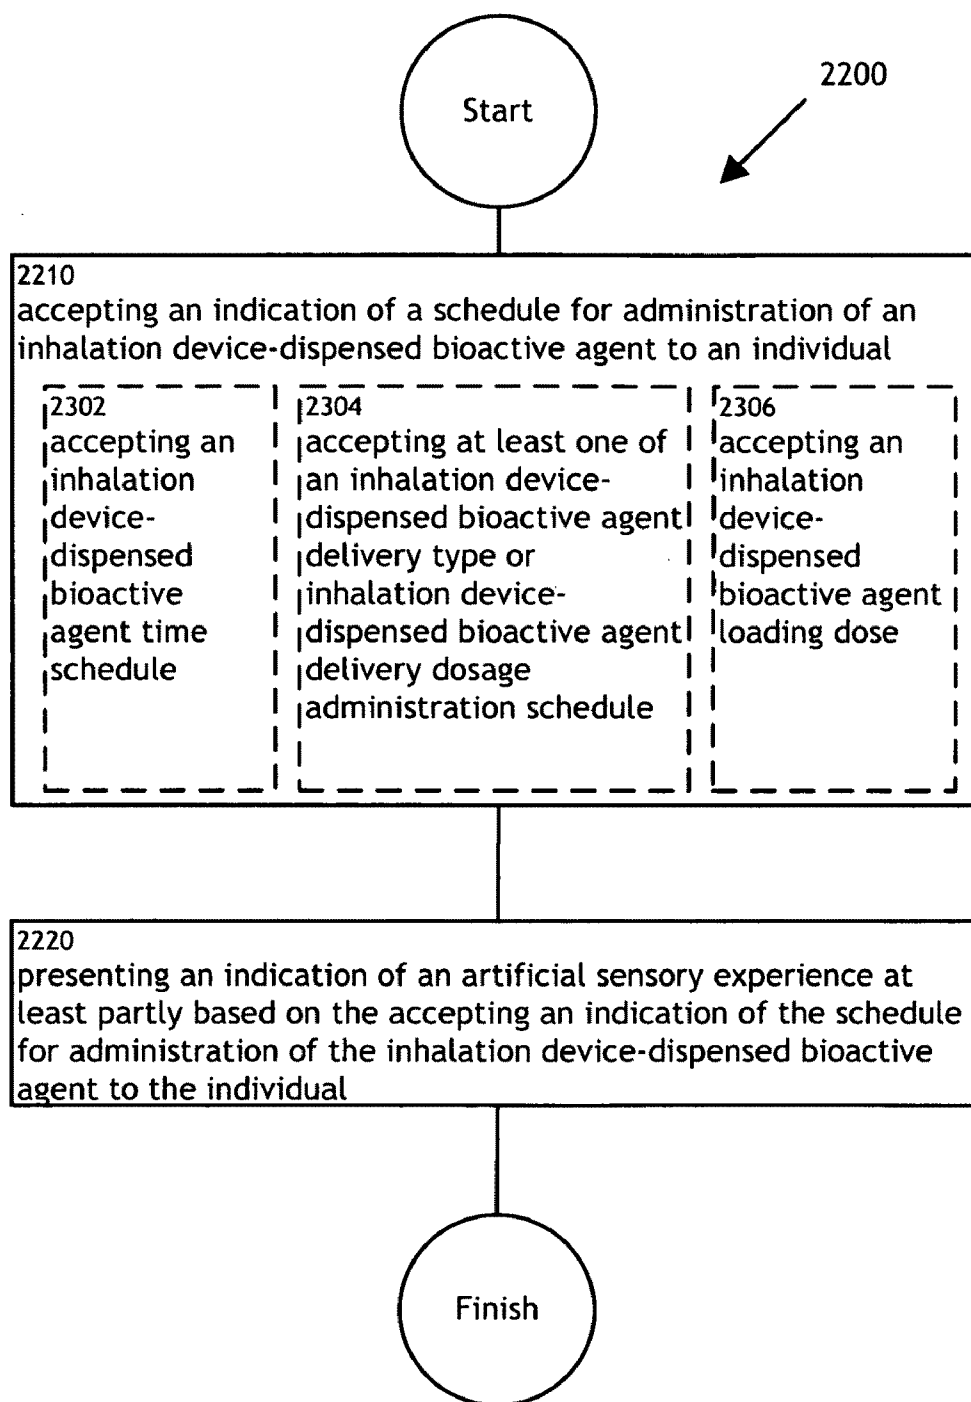 Start
2200
2210
accepting an indication of a schedule for administration of an
inhalation device-dispensed bioactive agent to an individual
2302
accepting an
inhalation
device-
dispensed
bioactive
agent time
schedule
2304
accepting at least one of
an inhalation device-
dispensed bioactive agent
delivery type or
inhalation device-
dispensed bioactive agent
delivery dosage
administration schedule
2306
accepting an
inhalation
device-
dispensed
bioactive agent
loading dose
2220
presenting an indication of an artificial sensory experience at
least partly based on the accepting an indication of the schedule
for administration of the inhalation device-dispensed bioactive
agent to the individual
Finish